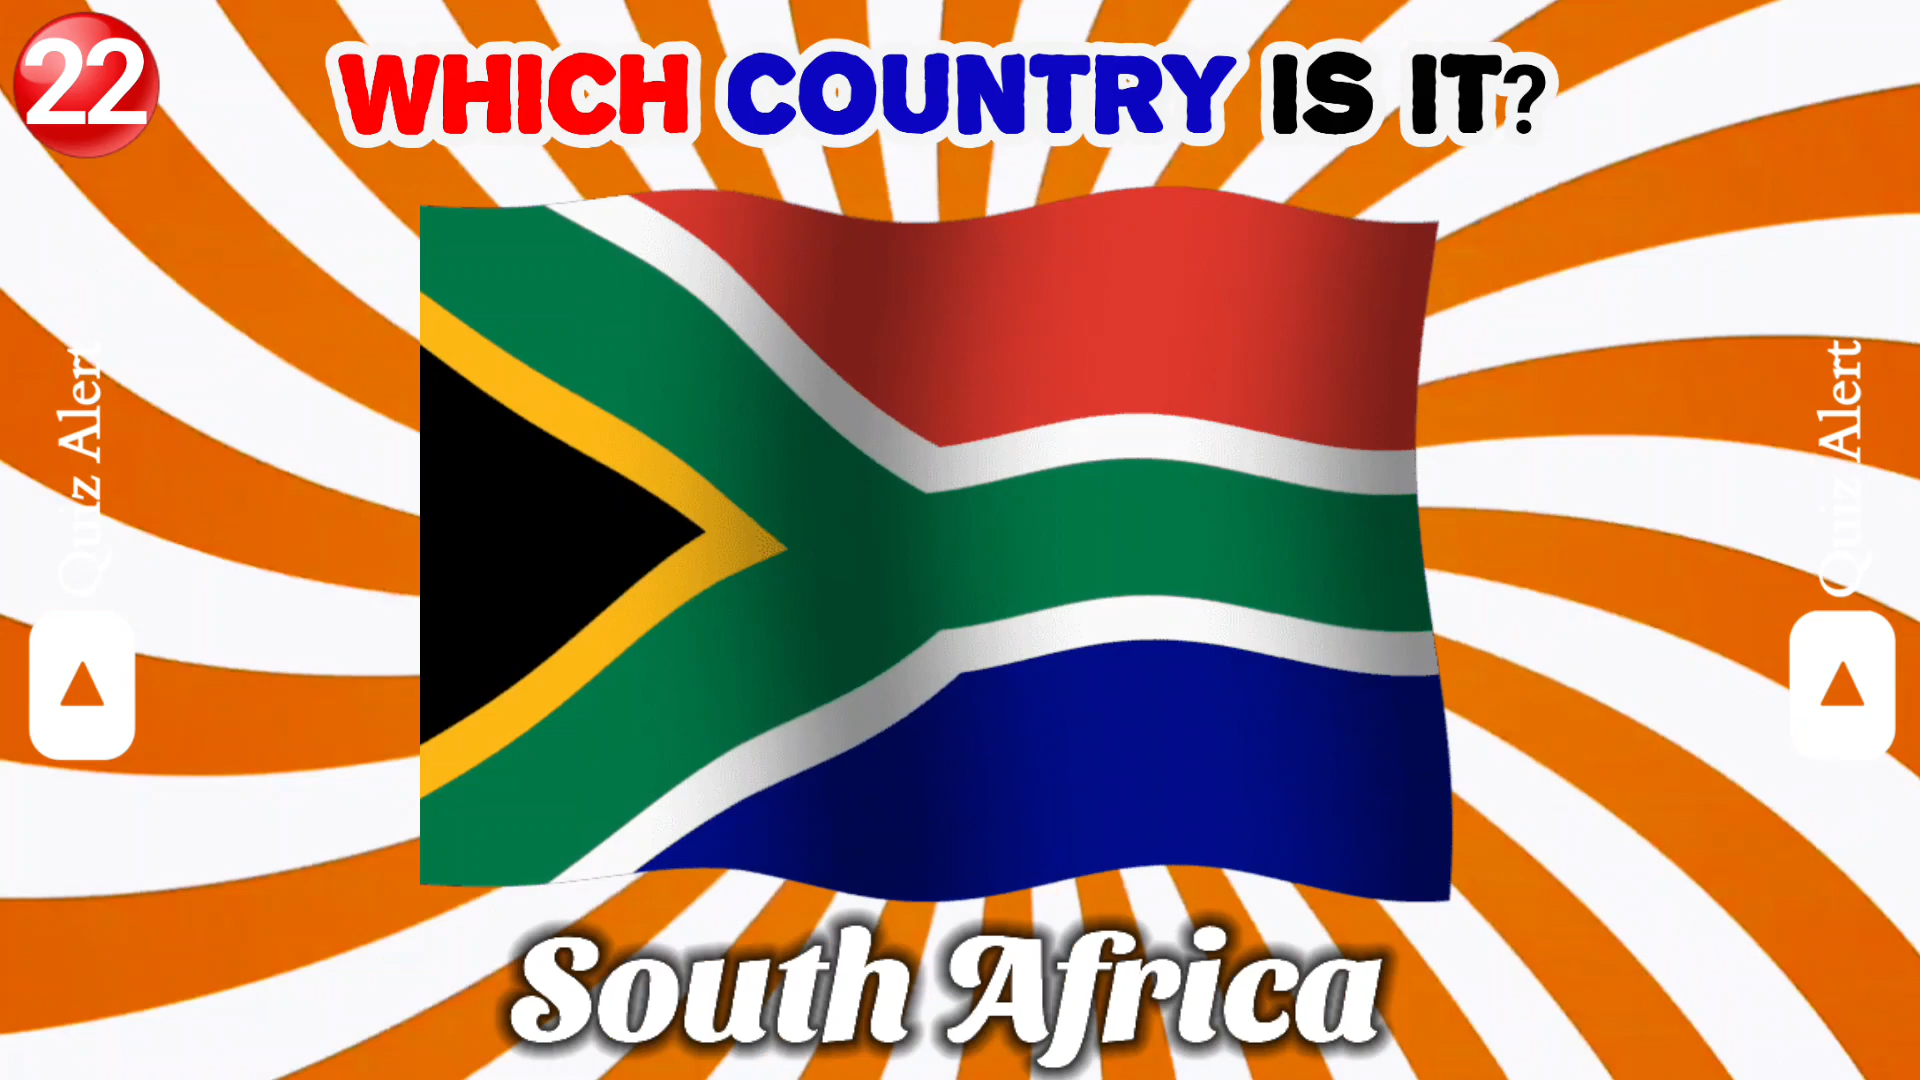 22
WHICH COUNTRY IS IT?
Quiz Alert
Quiz Alert
South Africa